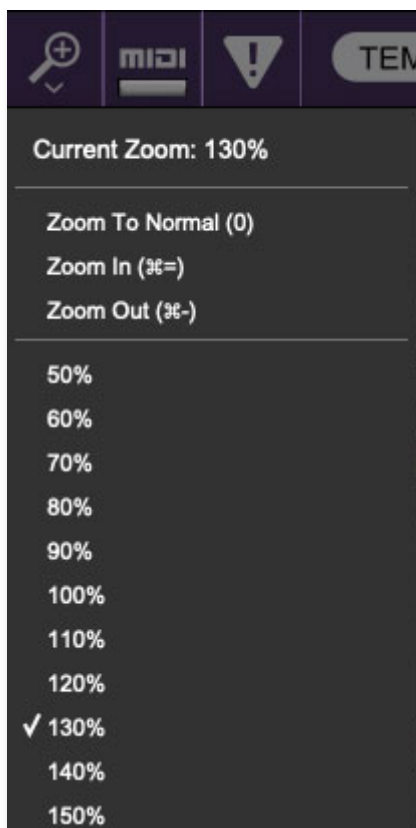 MIDI
TEM
Current Zoom: 130%
Zoom To Normal (0)
Zoom In (⌘=)
Zoom Out (⌘-)
50%
60%
70%
80%
90%
100%
110%
120%
✓ 130%
140%
150%